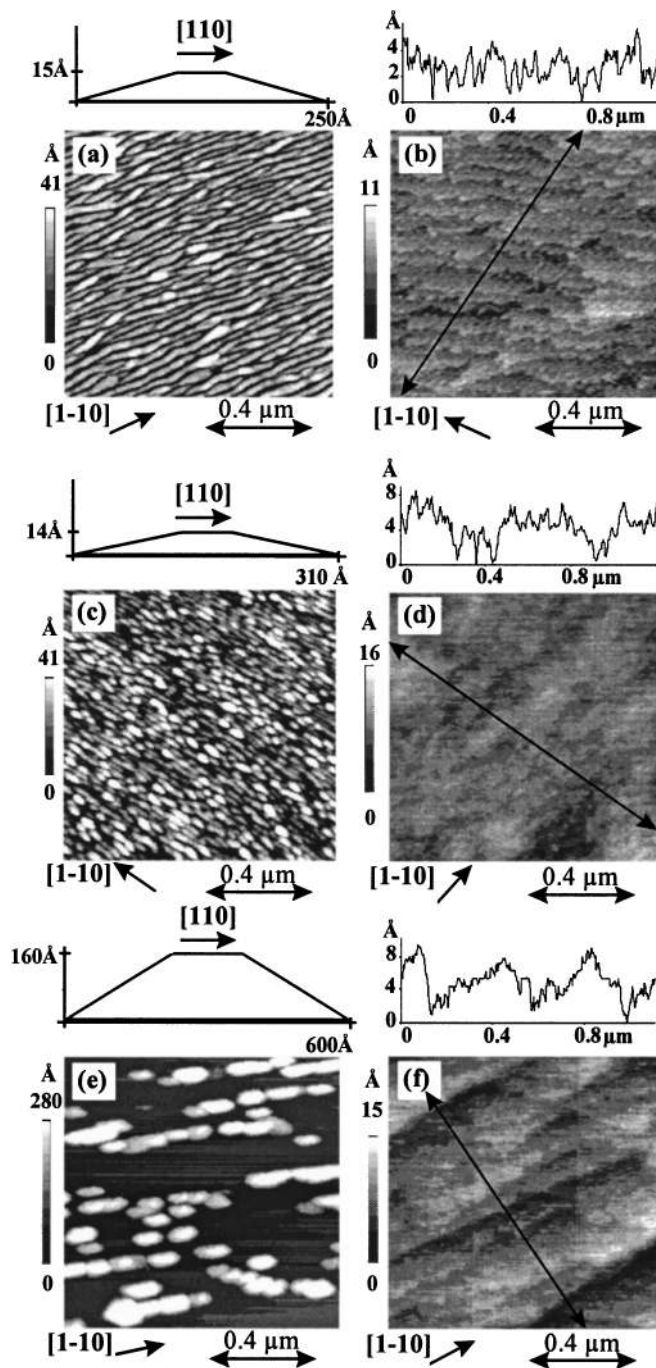 [110]
15Å
250Å
Å
4
2
0
0 0.4 0.8 µm
(a)
Å
41
0
[1-10]
0.4 µm
(b)
Å
11
0
[1-10]
0.4 µm
[110]
14Å
310 Å
Å
8
4
0
0 0.4 0.8 µm
(c)
Å
41
0
[1-10]
0.4 µm
(d)
Å
16
0
[1-10]
0.4 µm
[110]
160Å
600Å
Å
8
4
0
0 0.4 0.8 µm
(e)
Å
280
0
[1-10]
0.4 µm
(f)
Å
15
0
[1-10]
0.4 µm